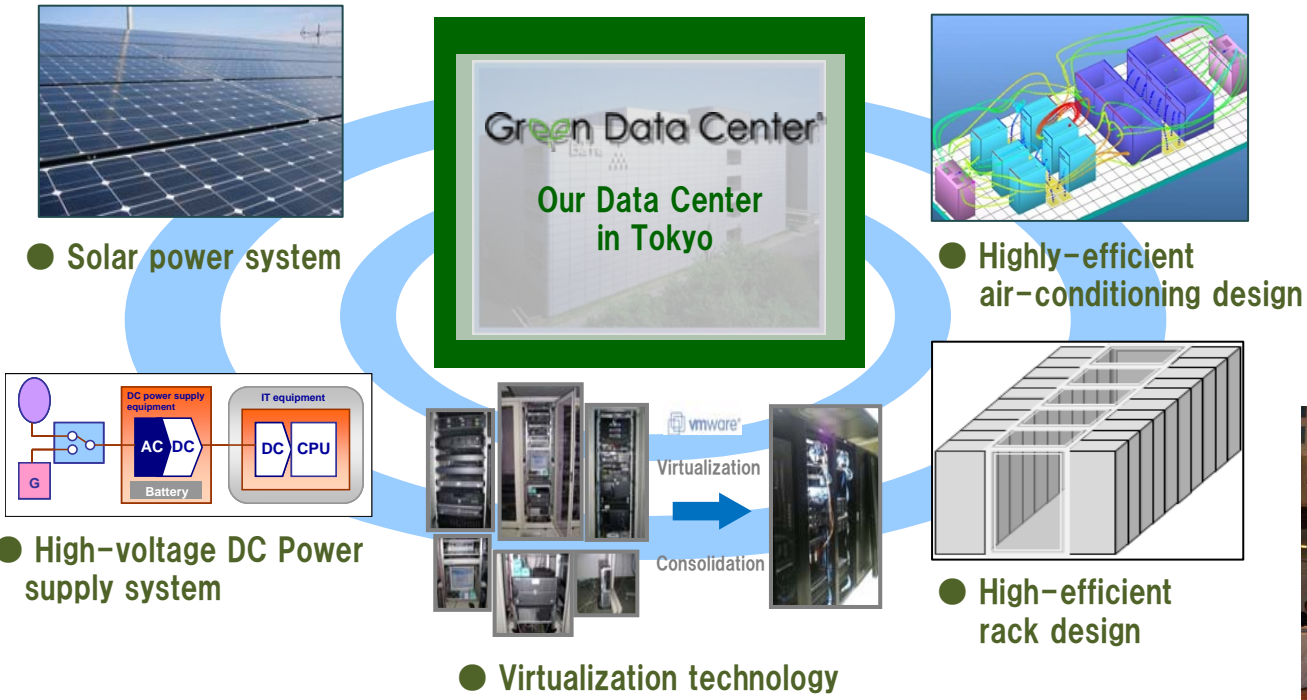 Green Data Center
Data
Our Data Center
in Tokyo
● Solar power system
● Highly-efficient
air-conditioning design
DC power supply
equipment
AC DC
Battery
G
IT equipment
DC CPU
● High-voltage DC Power
supply system
vmware
Virtualization
Consolidation
● Virtualization technology
● High-efficient
rack design